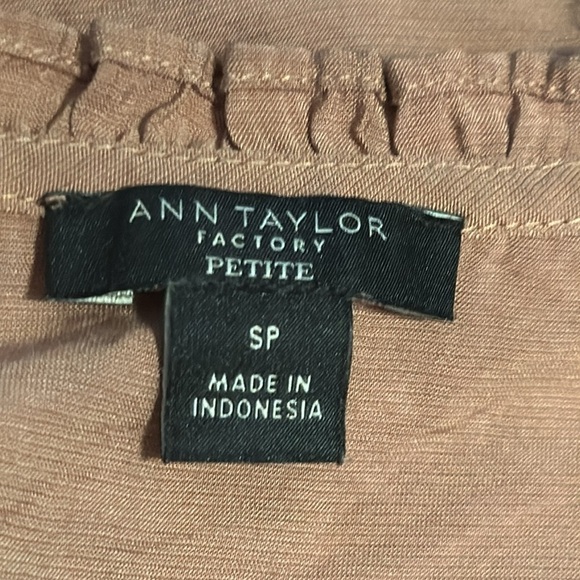 ANN TAYLOR
FACTORY
PETITE
SP
MADE IN
INDONESIA